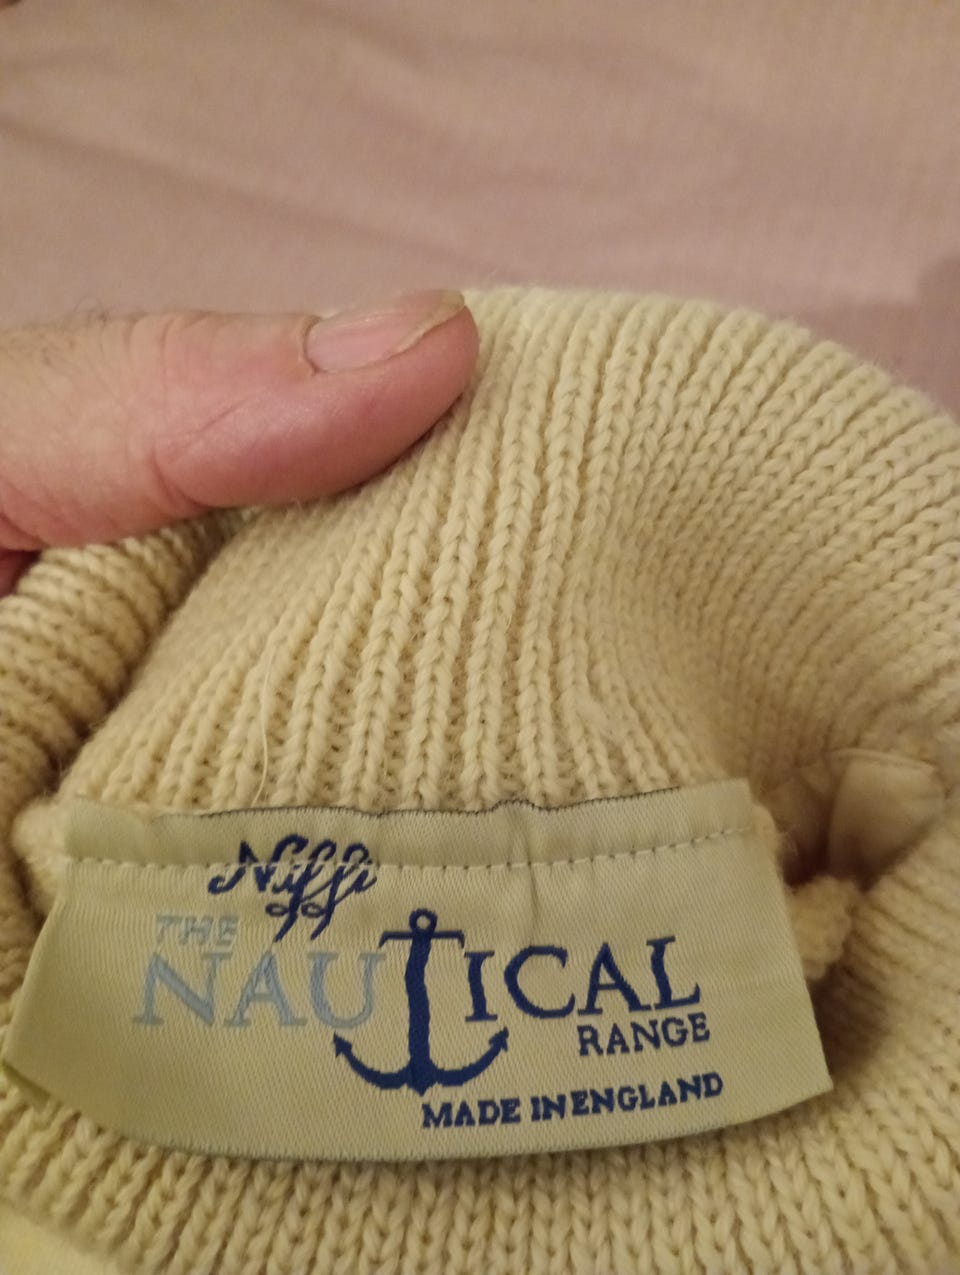 Niffi
THE
NAUTICAL
RANGE
MADE IN ENGLAND